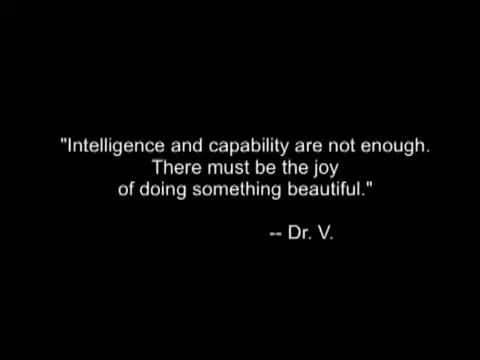 "Intelligence and capability are not enough.
There must be the joy
of doing something beautiful."
-- Dr. V.